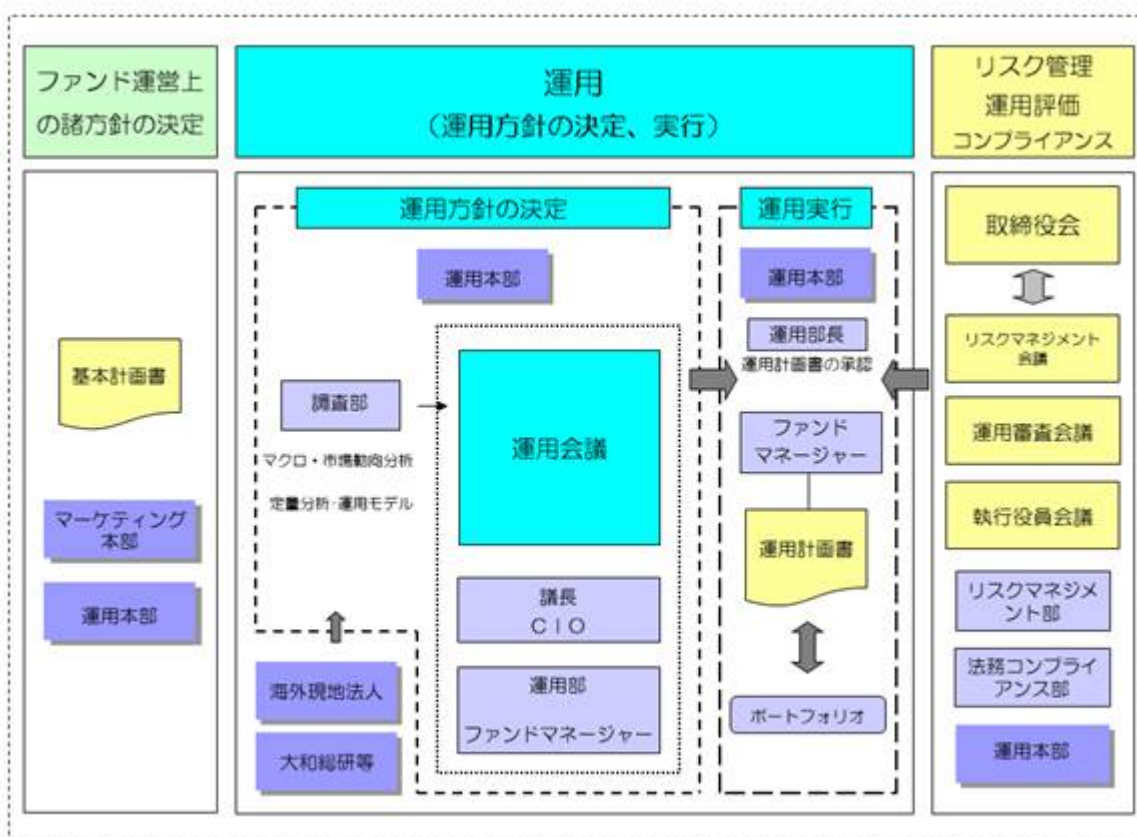 ファンド運営上
の諸方針の決定
運用
（運用方針の決定、実行）
リスク管理
運用評価
コンプライアンス
基本計画書
マーケティング
本部
運用本部
運用方針の決定
運用本部
調査部
マクロ・市場動向分析
定量分析・運用モデル
運用会議
議長
ＣＩＯ
運用部
ファンドマネージャー
海外現地法人
大和総研等
運用実行
運用本部
運用部長
運用計画書の承認
ファンド
マネージャー
運用計画書
ポートフォリオ
取締役会
リスクマネジメント
会議
運用審査会議
執行役員会議
リスクマネジメ
ント部
法務コンプライ
アンス部
運用本部